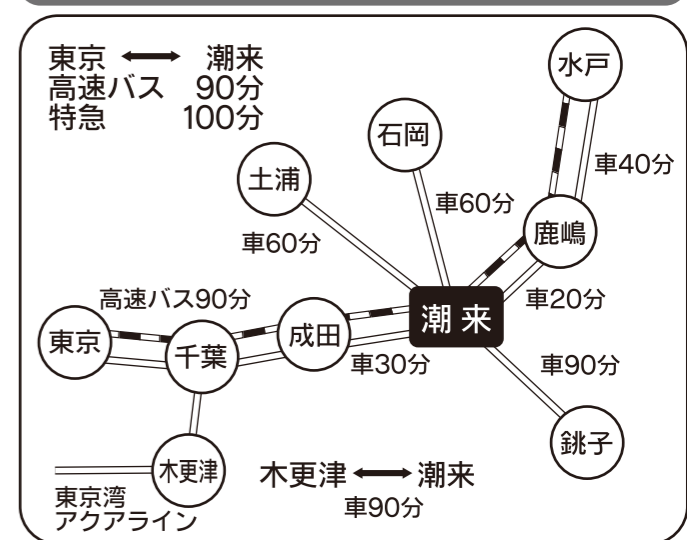 東京 ⟷ 潮来
高速バス 90分
特急 100分
水戸
石岡
土浦
車40分
車60分
鹿嶋
車60分
高速バス90分
車20分
潮来
東京
千葉
成田
車30分
車90分
銚子
木更津
木更津 ⟷ 潮来
車90分
東京湾
アクアライン